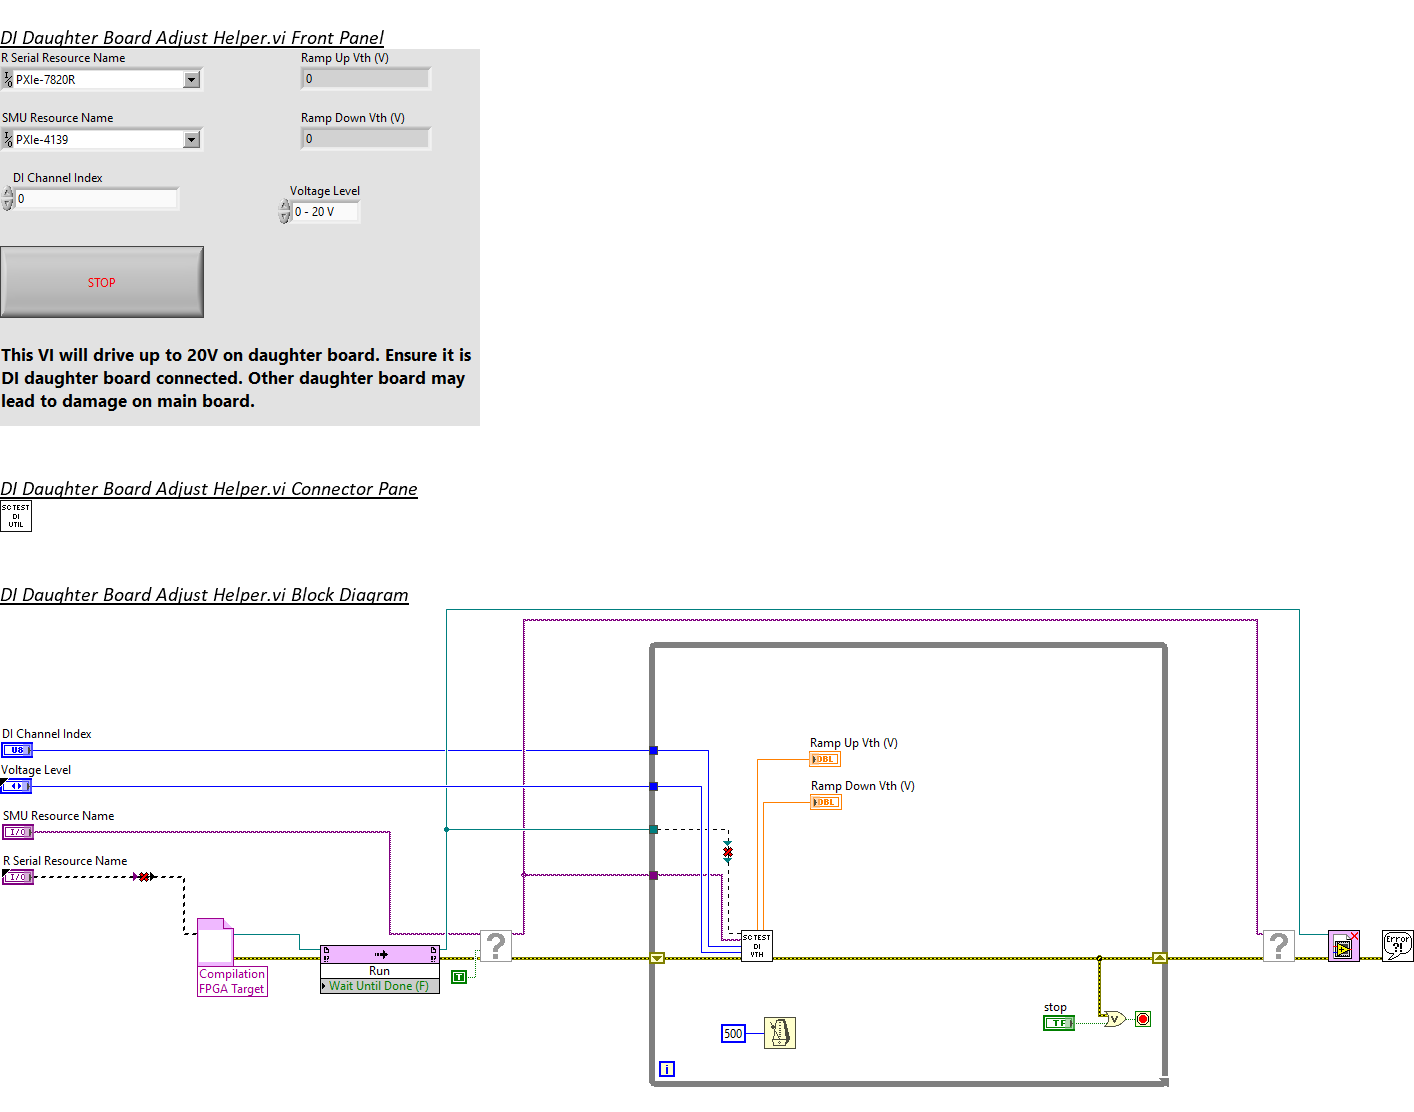 DI Daughter Board Adjust Helper.vi Front Panel
R Serial Resource Name
Ramp Up Vth (V)
I/O PXIe-7820R
0
SMU Resource Name
Ramp Down Vth (V)
I/O PXIe-4139
0
DI Channel Index
0
Voltage Level
0 - 20 V
STOP
This VI will drive up to 20V on daughter board. Ensure it is
DI daughter board connected. Other daughter board may
lead to damage on main board.
DI Daughter Board Adjust Helper.vi Connector Pane
SCTEST
DI
UTIL
DI Daughter Board Adjust Helper.vi Block Diagram
DI Channel Index
U8
Voltage Level
SMU Resource Name
I/O
R Serial Resource Name
I/O
Compilation
FPGA Target
Run
Wait Until Done (F)
T
?
Ramp Up Vth (V)
DBL
Ramp Down Vth (V)
DBL
SCTEST
DI
VTH
500
i
stop
TF
V
?
Error
?!